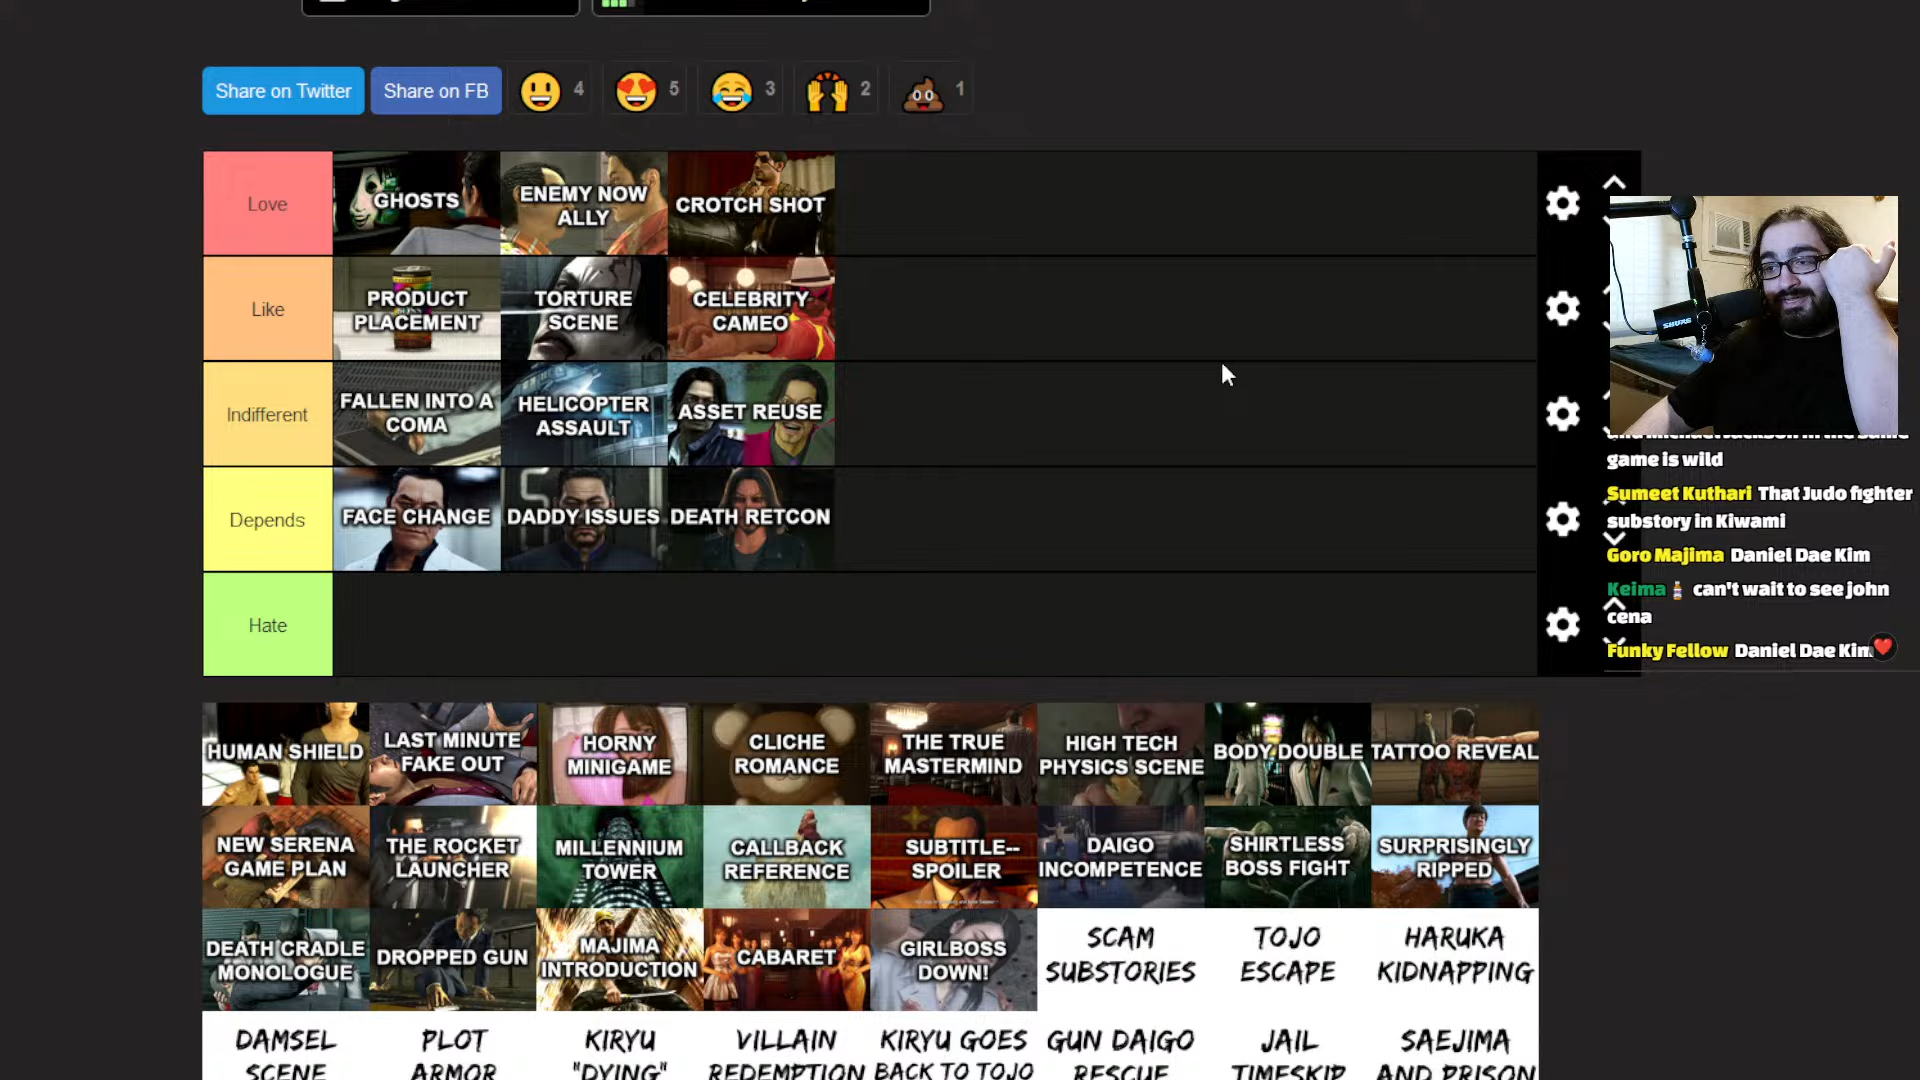 Share on Twitter
Share on FB
4
5
3
2
1
Love
GHOSTS
ENEMY NOW
ALLY
CROTCH SHOT
Like
PRODUCT
PLACEMENT
TORTURE
SCENE
CELEBRITY
CAMEO
Indifferent
FALLEN INTO A
COMA
HELICOPTER
ASSAULT
ASSET REUSE
Depends
FACE CHANGE
DADDY ISSUES
DEATH RETCON
Hate
SHURE
game is wild
Sumeet Kuthari That Judo fighter
substory in Kiwami
Goro Majima Daniel Dae Kim
Keima can't wait to see john
cena
Funky Fellow Daniel Dae Kim
HUMAN SHIELD
LAST MINUTE
FAKE OUT
HORNY
MINIGAME
CLICHE
ROMANCE
THE TRUE
MASTERMIND
HIGH TECH
PHYSICS SCENE
BODY DOUBLE
TATTOO REVEAL
NEW SERENA
GAME PLAN
THE ROCKET
LAUNCHER
MILLENNIUM
TOWER
CALLBACK
REFERENCE
SUBTITLE--
SPOILER
DAIGO
INCOMPETENCE
SHIRTLESS
BOSS FIGHT
SURPRISINGLY
RIPPED
DEATH CRADLE
MONOLOGUE
DROPPED GUN
MAJIMA
INTRODUCTION
CABARET
GIRLBOSS
DOWN!
SCAM
SUBSTORIES
TOJO
ESCAPE
HARUKA
KIDNAPPING
DAMSEL
SCENE
PLOT
ARMOR
KIRYU
"DYING"
VILLAIN
REDEMPTION
KIRYU GOES
BACK TO TOJO
GUN DAIGO
RESCUE
JAIL
TIMESKIP
SAEJIMA
AND PRISON